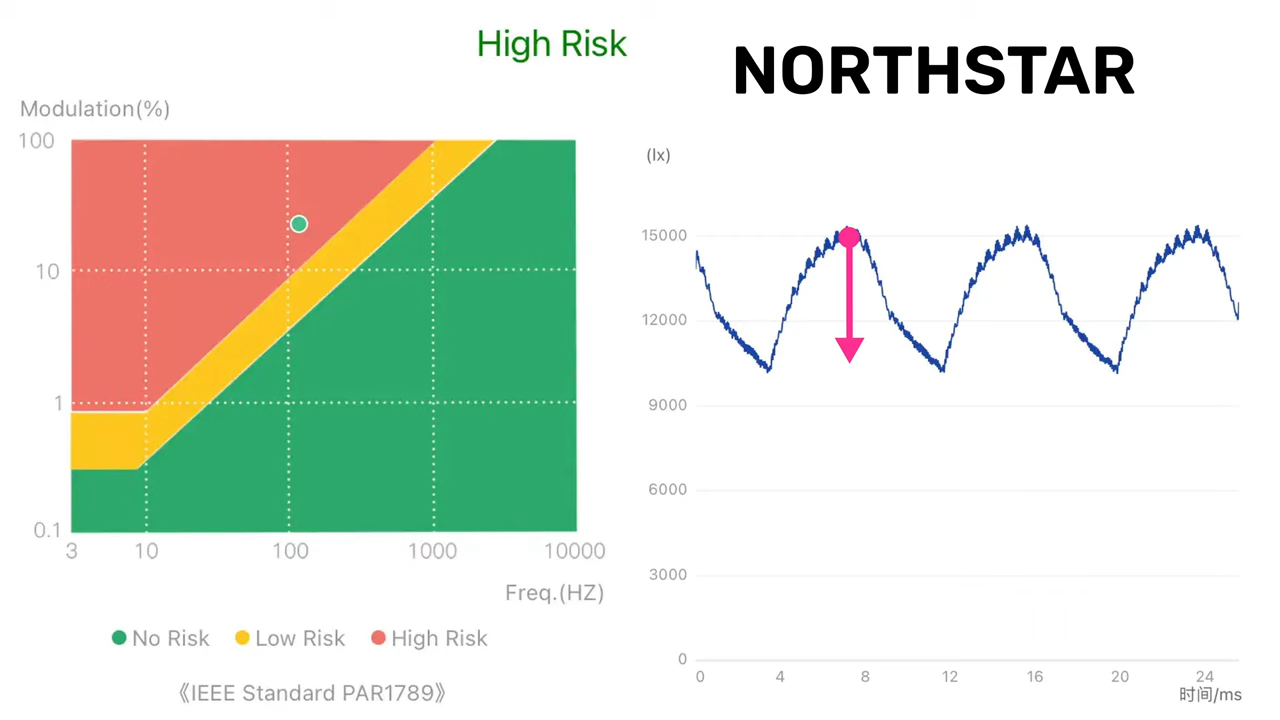 High Risk
NORTHSTAR
Modulation(%)
100
10
1
0.1
3 10 100 1000 10000
Freq.(HZ)
No Risk Low Risk High Risk
《IEEE Standard PAR1789》
(lx)
15000
12000
9000
6000
3000
0
0 4 8 12 16 20 24
时间/ms